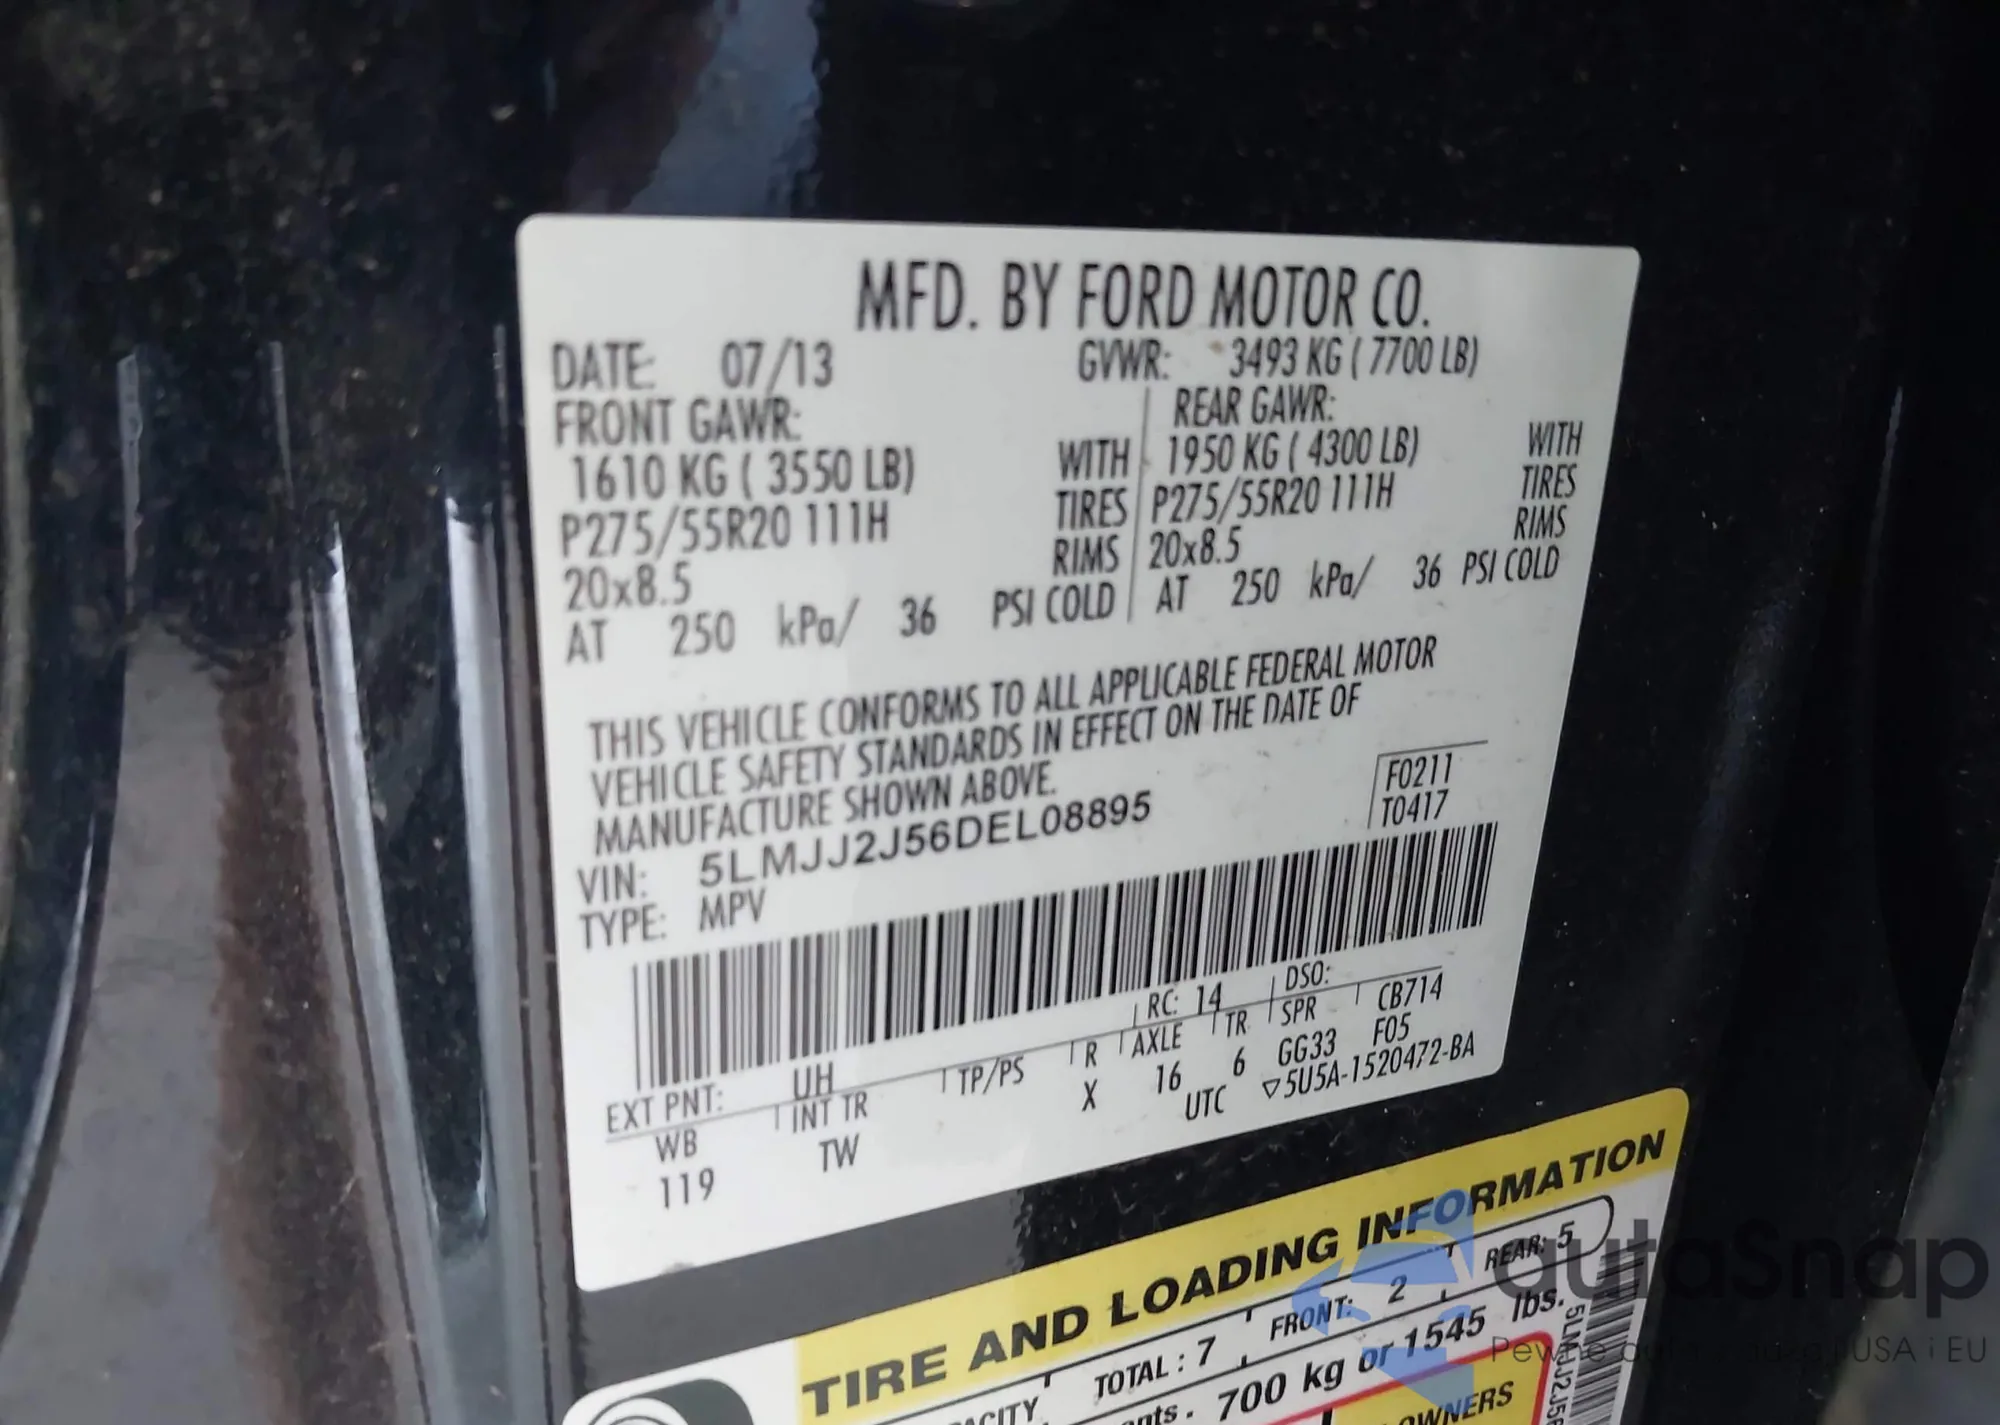 MFD. BY FORD MOTOR CO.
DATE: 07/13 GVWR: 3493 KG ( 7700 LB)
FRONT GAWR: REAR GAWR:
1610 KG ( 3550 LB) WITH 1950 KG ( 4300 LB) WITH
P275/55R20 111H TIRES P275/55R20 111H TIRES
20x8.5 RIMS 20x8.5 RIMS
AT 250 kPa/ 36 PSI COLD AT 250 kPa/ 36 PSI COLD
THIS VEHICLE CONFORMS TO ALL APPLICABLE FEDERAL MOTOR
VEHICLE SAFETY STANDARDS IN EFFECT ON THE DATE OF
MANUFACTURE SHOWN ABOVE.
F0211
T0417
VIN: 5LMJJ2J56DEL08895
TYPE: MPV
EXT PNT: UH RC: 14 DSO:
WB INT TR TP/PS R AXLE TR SPR CB714
119 TW X 16 6 GG33 F05
UTC ▽5U5A-1520472-BA
TIRE AND LOADING INFORMATION
TOTAL : 7 FRONT: 2 REAR: 5
700 kg or 1545 lbs.
OWNERS
autaSnap
USA i EU